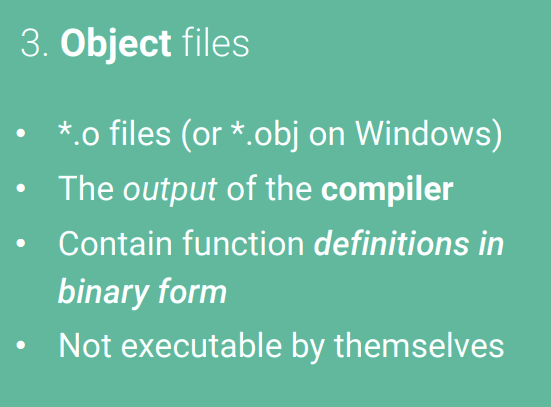 3. Object files
• *.o files (or *.obj on Windows)
• The output of the compiler
• Contain function definitions in
binary form
• Not executable by themselves